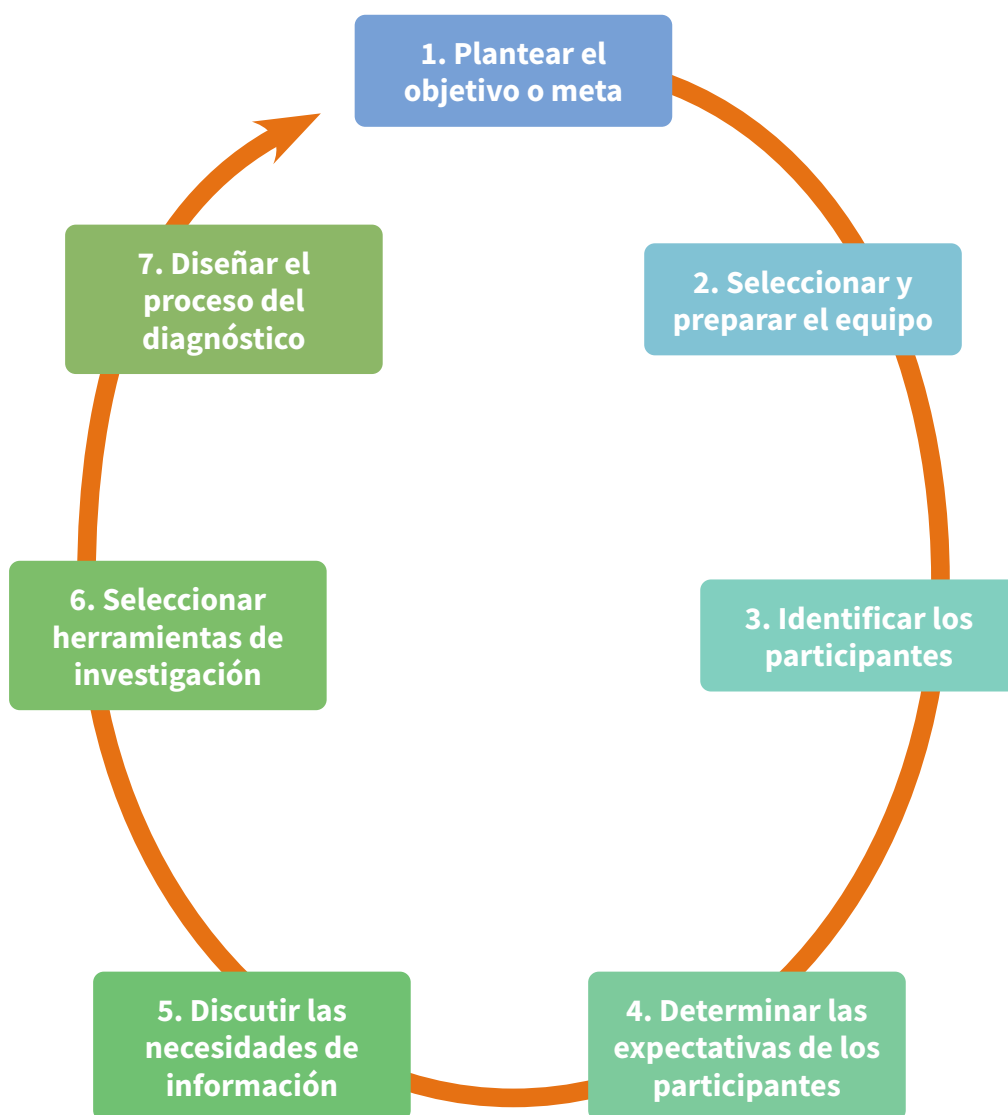 1. Plantear el
objetivo o meta
2. Seleccionar y
preparar el equipo
3. Identificar los
participantes
4. Determinar las
expectativas de los
participantes
5. Discutir las
necesidades de
información
6. Seleccionar
herramientas de
investigación
7. Diseñar el
proceso del
diagnóstico